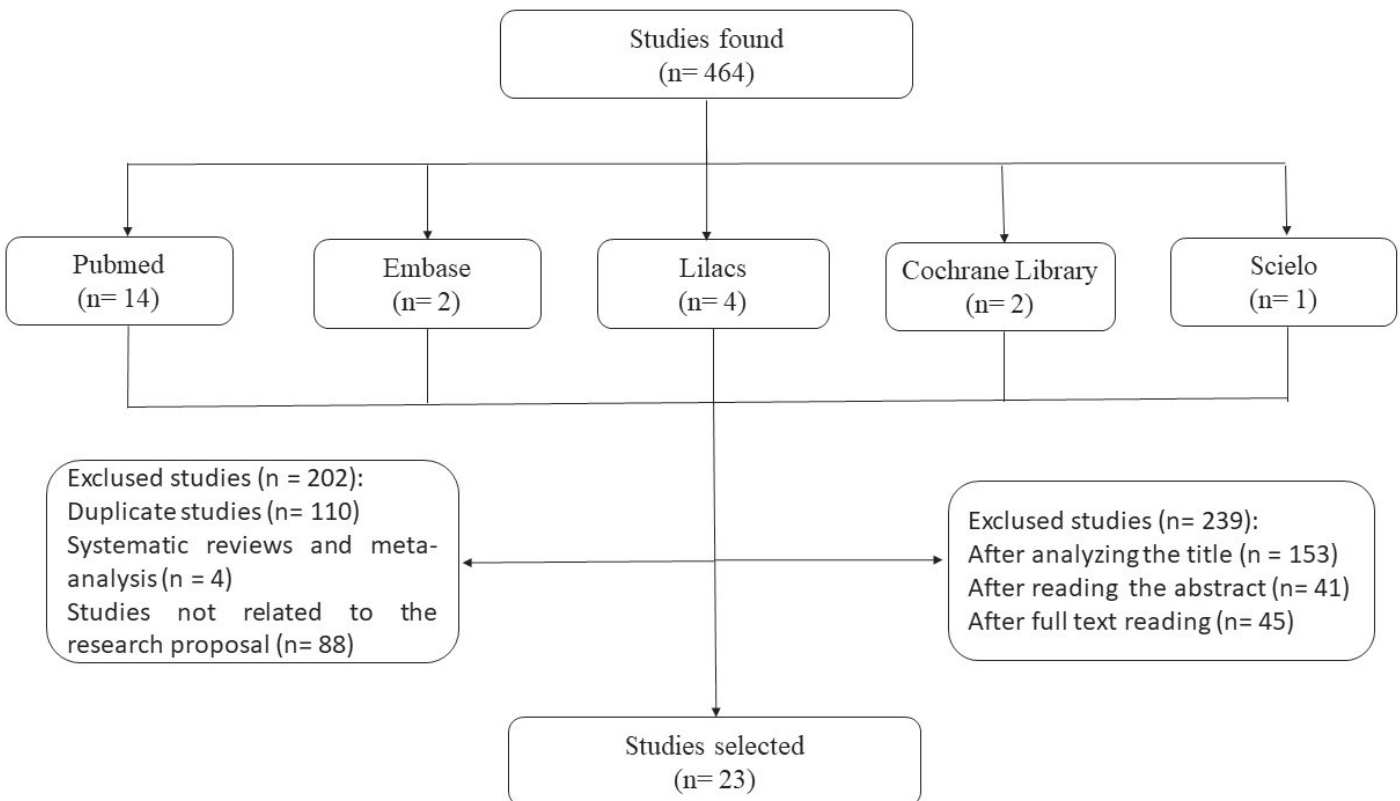 Studies found
(n= 464)
Pubmed
(n= 14)
Embase
(n= 2)
Lilacs
(n= 4)
Cochrane Library
(n= 2)
Scielo
(n= 1)
Exclused studies (n = 202):
Duplicate studies (n= 110)
Systematic reviews and meta-
analysis (n = 4)
Studies not related to the
research proposal (n= 88)
Exclused studies (n= 239):
After analyzing the title (n = 153)
After reading the abstract (n= 41)
After full text reading (n= 45)
Studies selected
(n= 23)